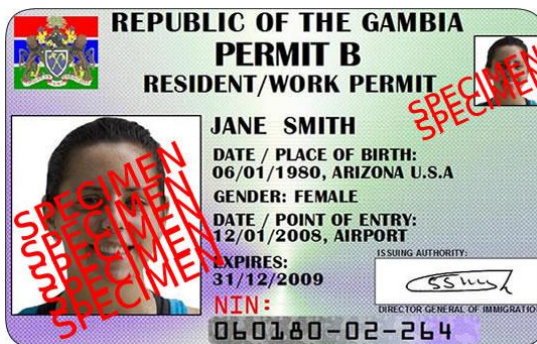 REPUBLIC OF THE GAMBIA
PERMIT B
RESIDENT/WORK PERMIT
SPECIMEN
SPECIMEN
JANE SMITH
DATE / PLACE OF BIRTH:
06/01/1980, ARIZONA U.S.A
GENDER: FEMALE
DATE / POINT OF ENTRY:
12/01/2008, AIRPORT
SPECIMEN
SPECIMEN
SPECIMEN
SPECIMEN
SPECIMEN
EXPIRES:
31/12/2009
ISSUING AUTHORITY:
DIRECTOR GENERAL OF IMMIGRATION
NIN:
060180-02-264